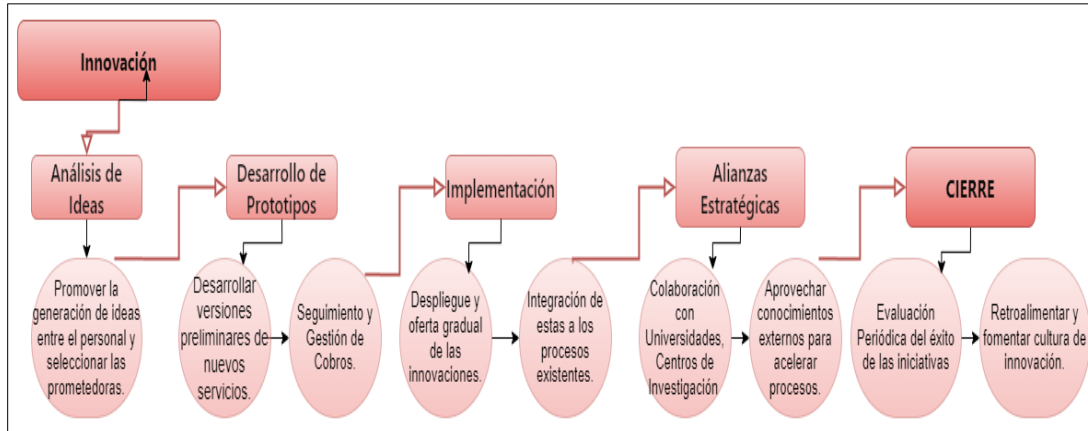 Innovación
Análisis de
Ideas
Desarrollo de
Prototipos
Implementación
Alianzas
Estratégicas
CIERRE
Promover la
generación de ideas
entre el personal y
seleccionar las
prometedoras.
Desarrollar
versiones
preliminares de
nuevos
servicios.
Seguimiento y
Gestión de
Cobros.
Despliegue y
oferta gradual
de las
innovaciones.
Integración de
estas a los
procesos
existentes.
Colaboración
con
Universidades,
Centros de
Investigación
Aprovechar
conocimientos
externos para
acelerar
procesos.
Evaluación
Periódica del éxito
de las iniciativas
Retroalimentar y
fomentar cultura de
innovación.